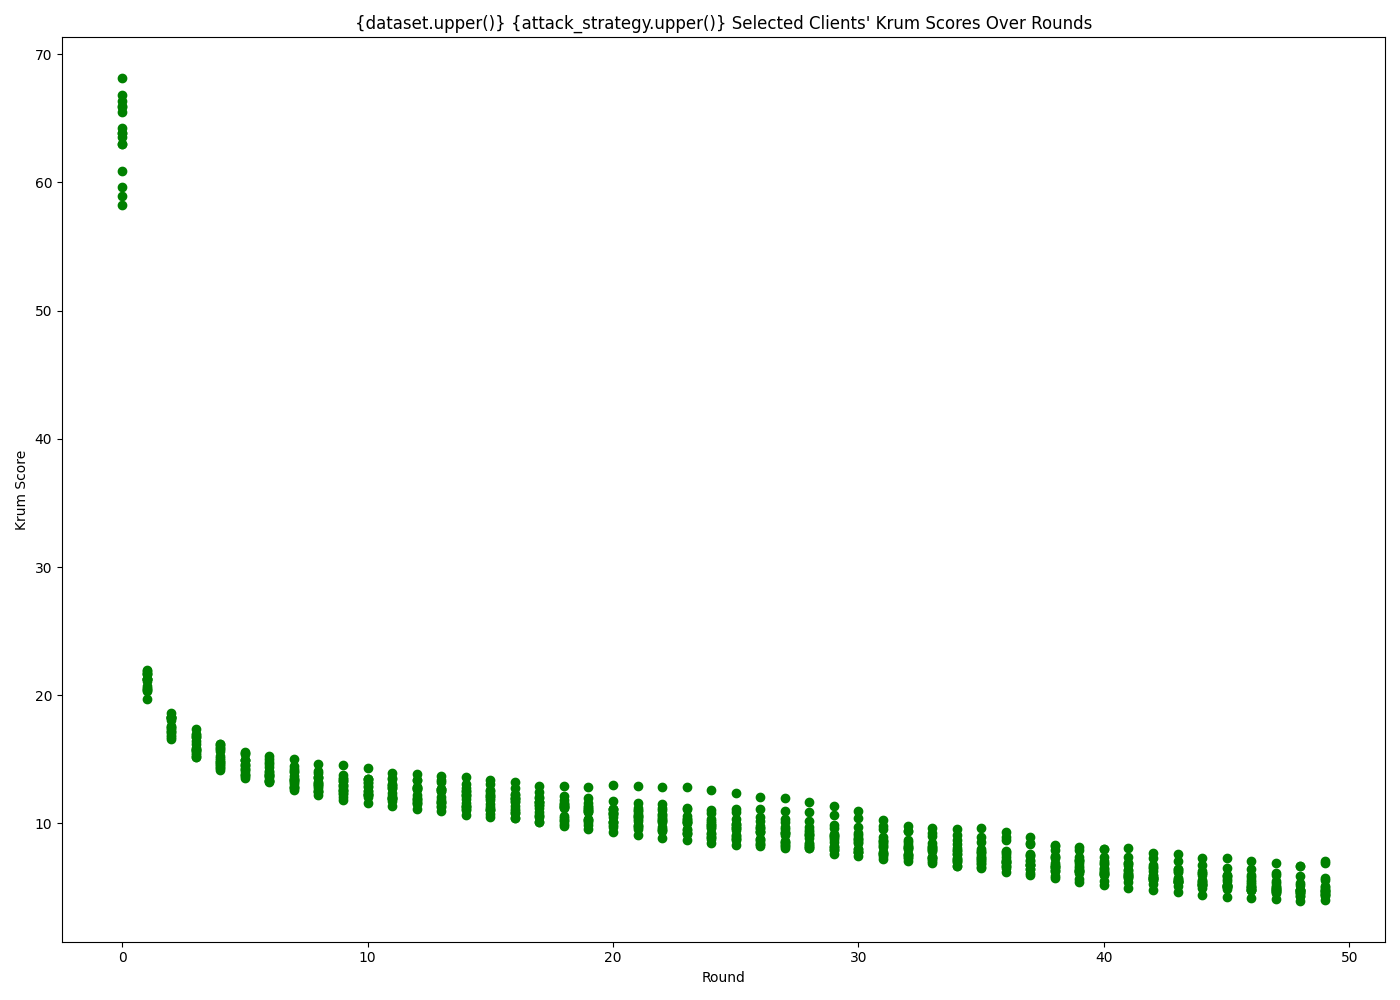 {dataset.upper()} {attack_strategy.upper()} Selected Clients' Krum Scores Over Rounds
70
60
50
40
30
20
10
Krum Score
0 10 20 30 40 50
Round